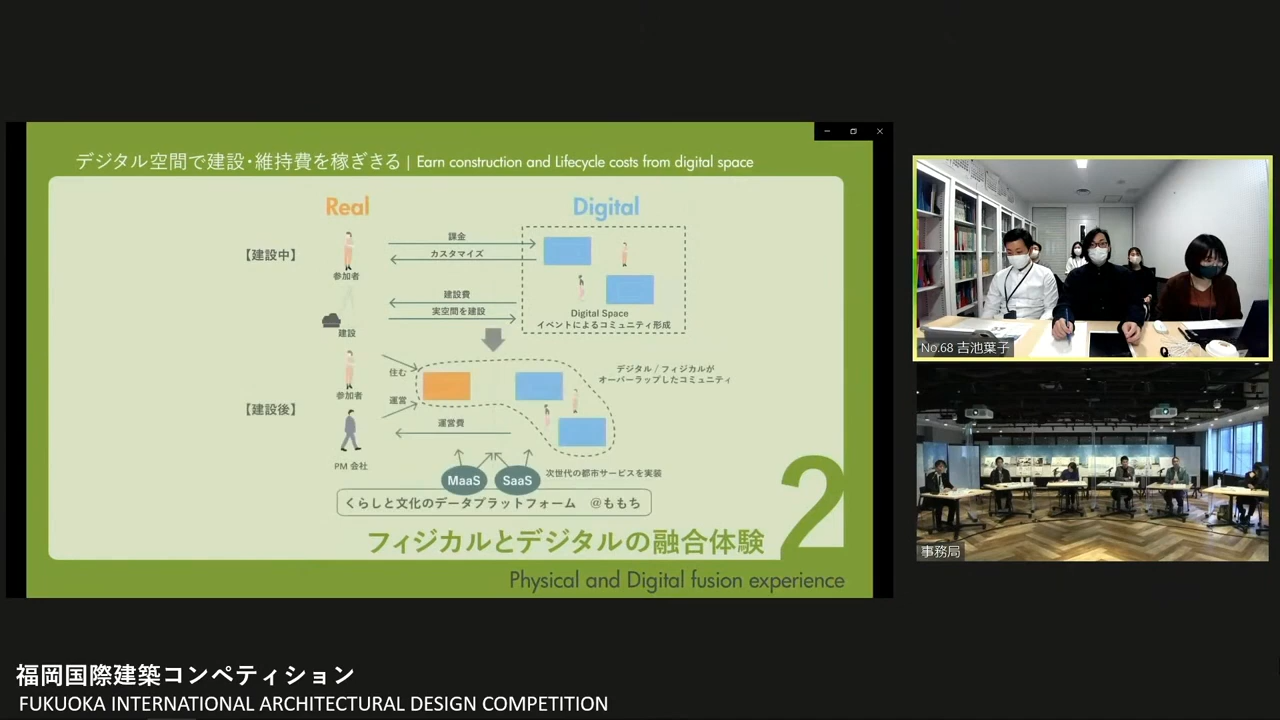 デジタル空間で建設・維持費を稼ぎきる | Earn construction and Lifecycle costs from digital space
Real
Digital
【建設中】
参加者
課金
カスタマイズ
建設費
実空間を建設
建設
Digital Space
イベントによるコミュニティ形成
【建設後】
参加者
住む
運営
運営費
デジタル / フィジカルが
オーバーラップしたコミュニティ
PM 会社
MaaS
SaaS
次世代の都市サービスを実装
くらしと文化のデータプラットフォーム ＠ももち
フィジカルとデジタルの融合体験
2
Physical and Digital fusion experience
No.68 吉池葉子
事務局
福岡国際建築コンペティション
FUKUOKA INTERNATIONAL ARCHITECTURAL DESIGN COMPETITION